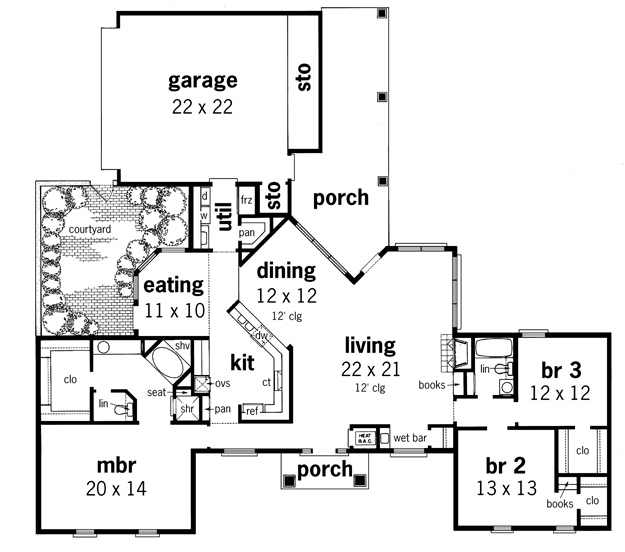 garage
22 x 22
sto
porch
sto
d
w
util
frz
pan
courtyard
eating
11 x 10
dining
12 x 12
12' clg
dw
kit
ct
ref
living
22 x 21
12' clg
books
lin
br 3
12 x 12
clo
clo
lin
shv
seat
shr
ovs
pan
mbr
20 x 14
HEAT
& A.C.
wet bar
porch
br 2
13 x 13
books
clo